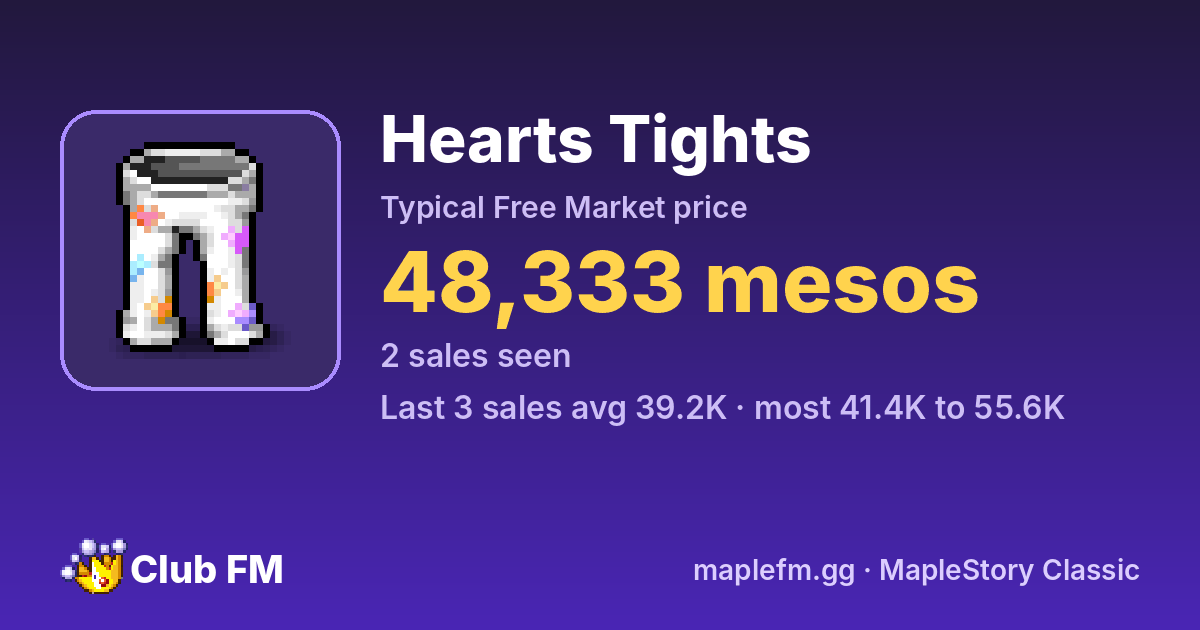 Hearts Tights
Typical Free Market price
48,333 mesos
2 sales seen
Last 3 sales avg 39.2K · most 41.4K to 55.6K
Club FM
maplefm.gg · MapleStory Classic